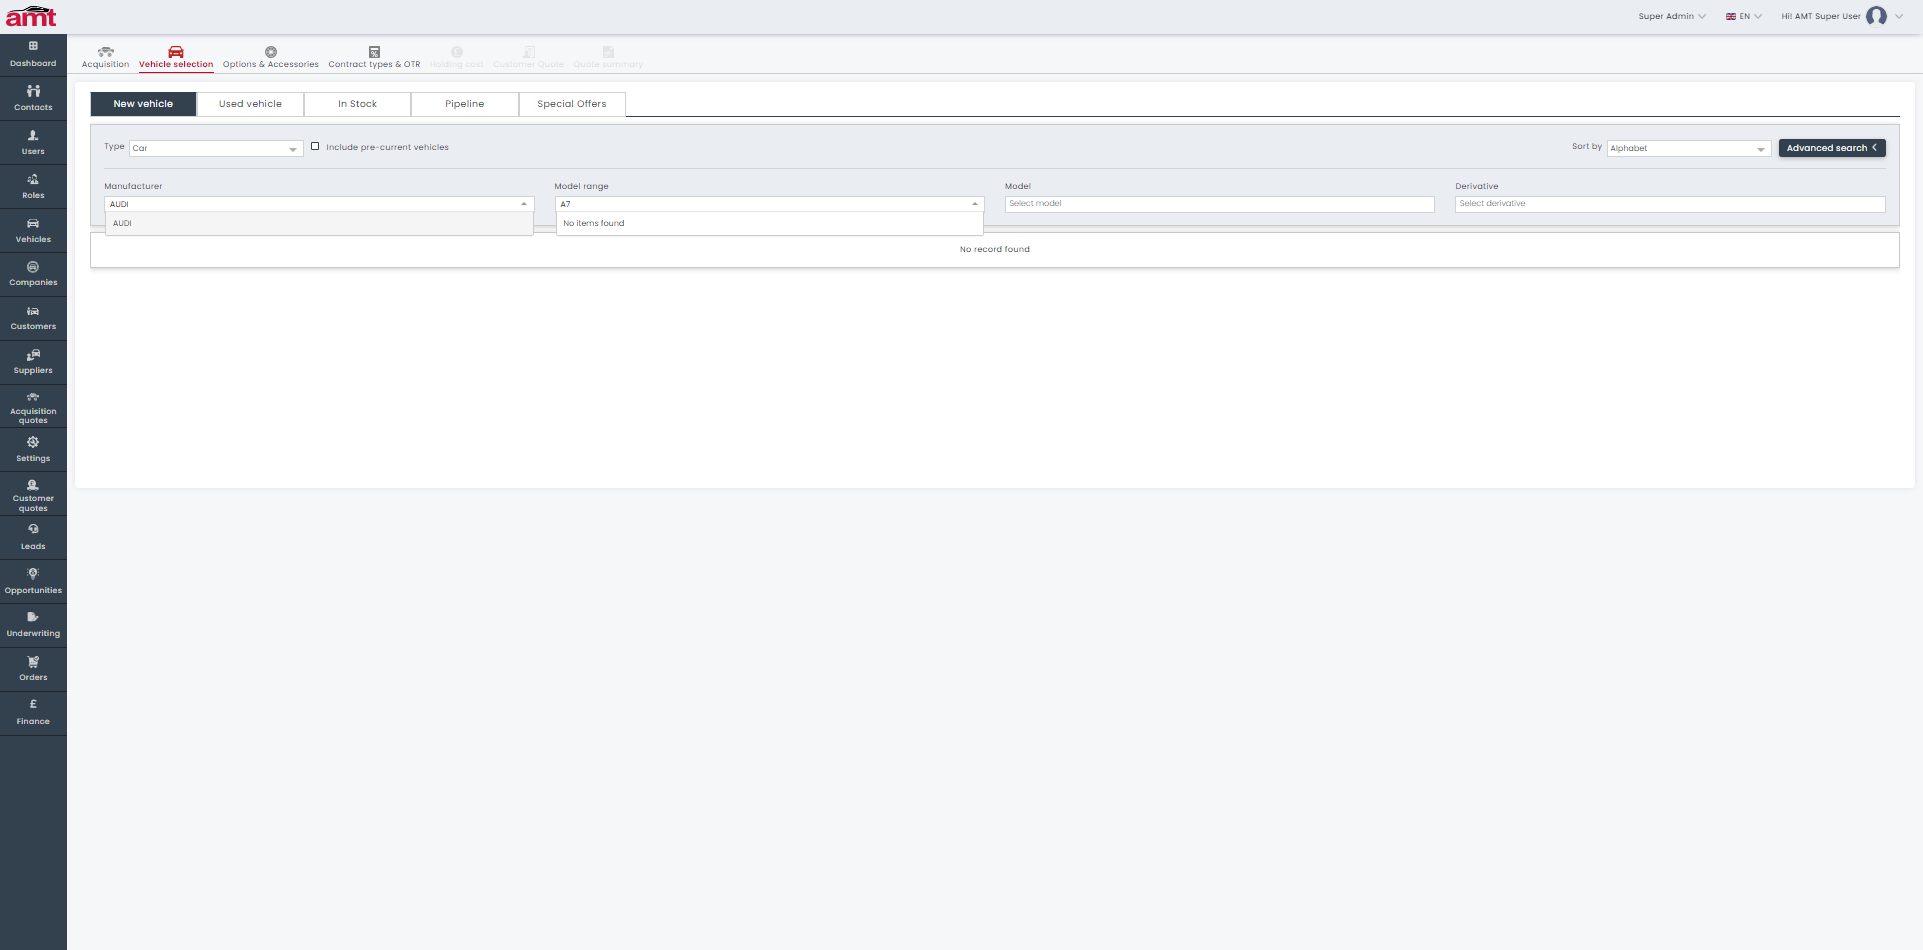 amt
Super Admin
EN
Hi! AMT Super User
Dashboard
Contacts
Users
Roles
Vehicles
Companies
Customers
Suppliers
Acquisition
quotes
Settings
Customer
quotes
Leads
Opportunities
Underwriting
Orders
Finance
Acquisition
Vehicle selection
Options & Accessories
Contract types & OTR
Holding cost
Customer Quote
Quote summary
New vehicle
Used vehicle
In Stock
Pipeline
Special Offers
Type
Car
Include pre-current vehicles
Sort by
Alphabet
Advanced search
Manufacturer
Model range
Model
Derivative
AUDI
A7
Select model
Select derivative
AUDI
No items found
No record found